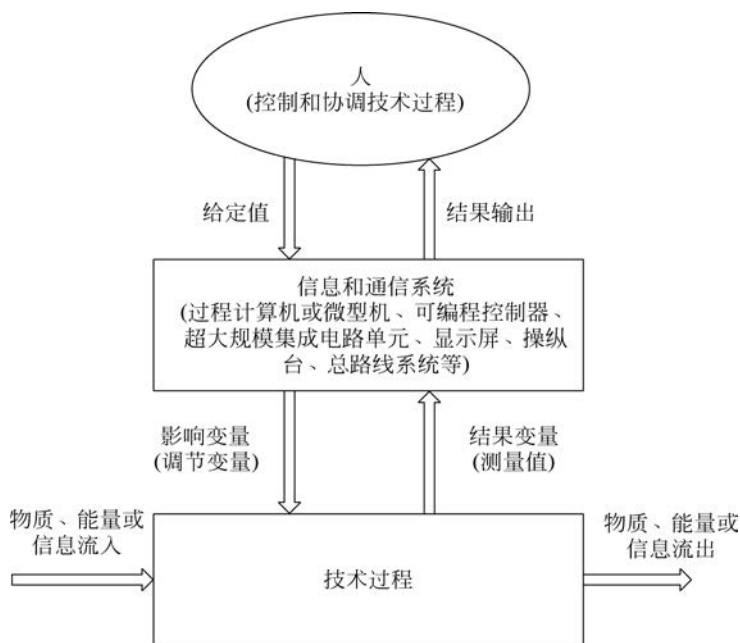 人
(控制和协调技术过程)
给定值
结果输出
信息和通信系统
(过程计算机或微型机、可编程控制器、
超大规模集成电路单元、显示屏、操纵
台、总路线系统等)
影响变量
(调节变量)
结果变量
(测量值)
物质、能量或
信息流入
技术过程
物质、能量或
信息流出